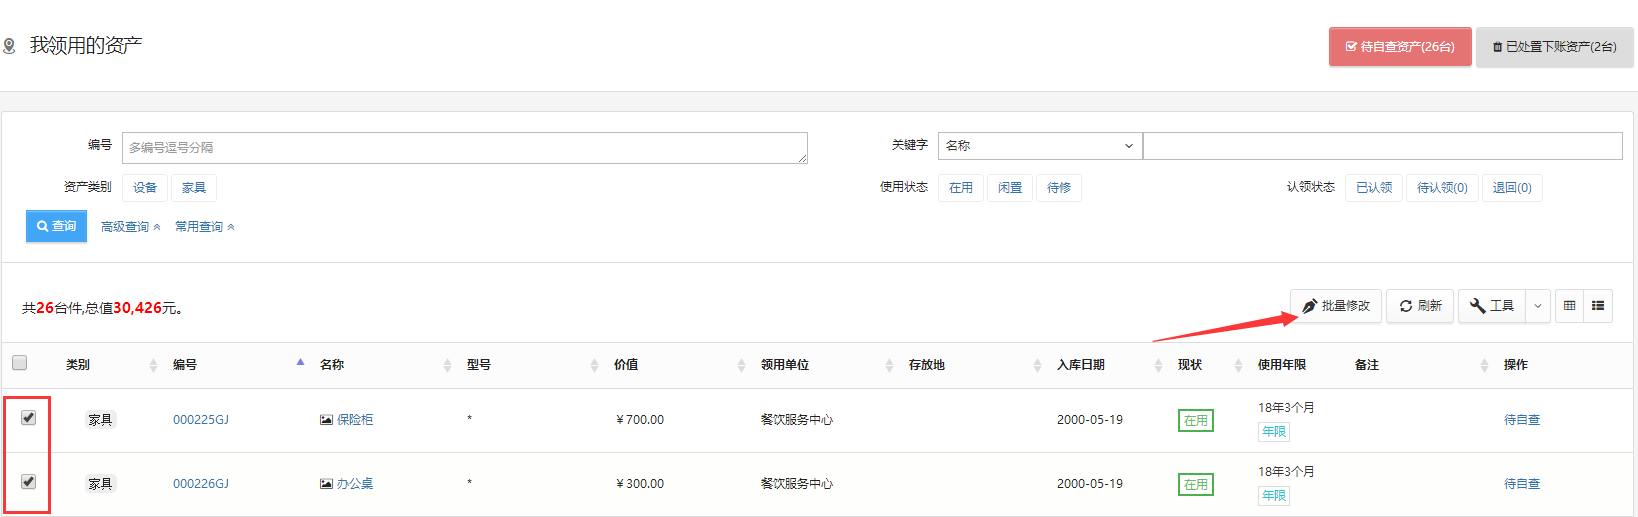 我领用的资产
待自查资产(26台) 已处置下账资产(2台)
编号 多编号逗号分隔 关键字 名称
资产类别 设备 家具 使用状态 在用 闲置 待修 认领状态 已认领 待认领(0) 退回(0)
查询 高级查询 常用查询
共26台件,总值30,426元。 批量修改 刷新 工具
类别 编号 名称 型号 价值 领用单位 存放地 入库日期 现状 使用年限 备注 操作
家具 000225GJ 保险柜 * ￥700.00 餐饮服务中心 2000-05-19 在用 18年3个月 待自查
年限
家具 000226GJ 办公桌 * ￥300.00 餐饮服务中心 2000-05-19 在用 18年3个月 待自查
年限